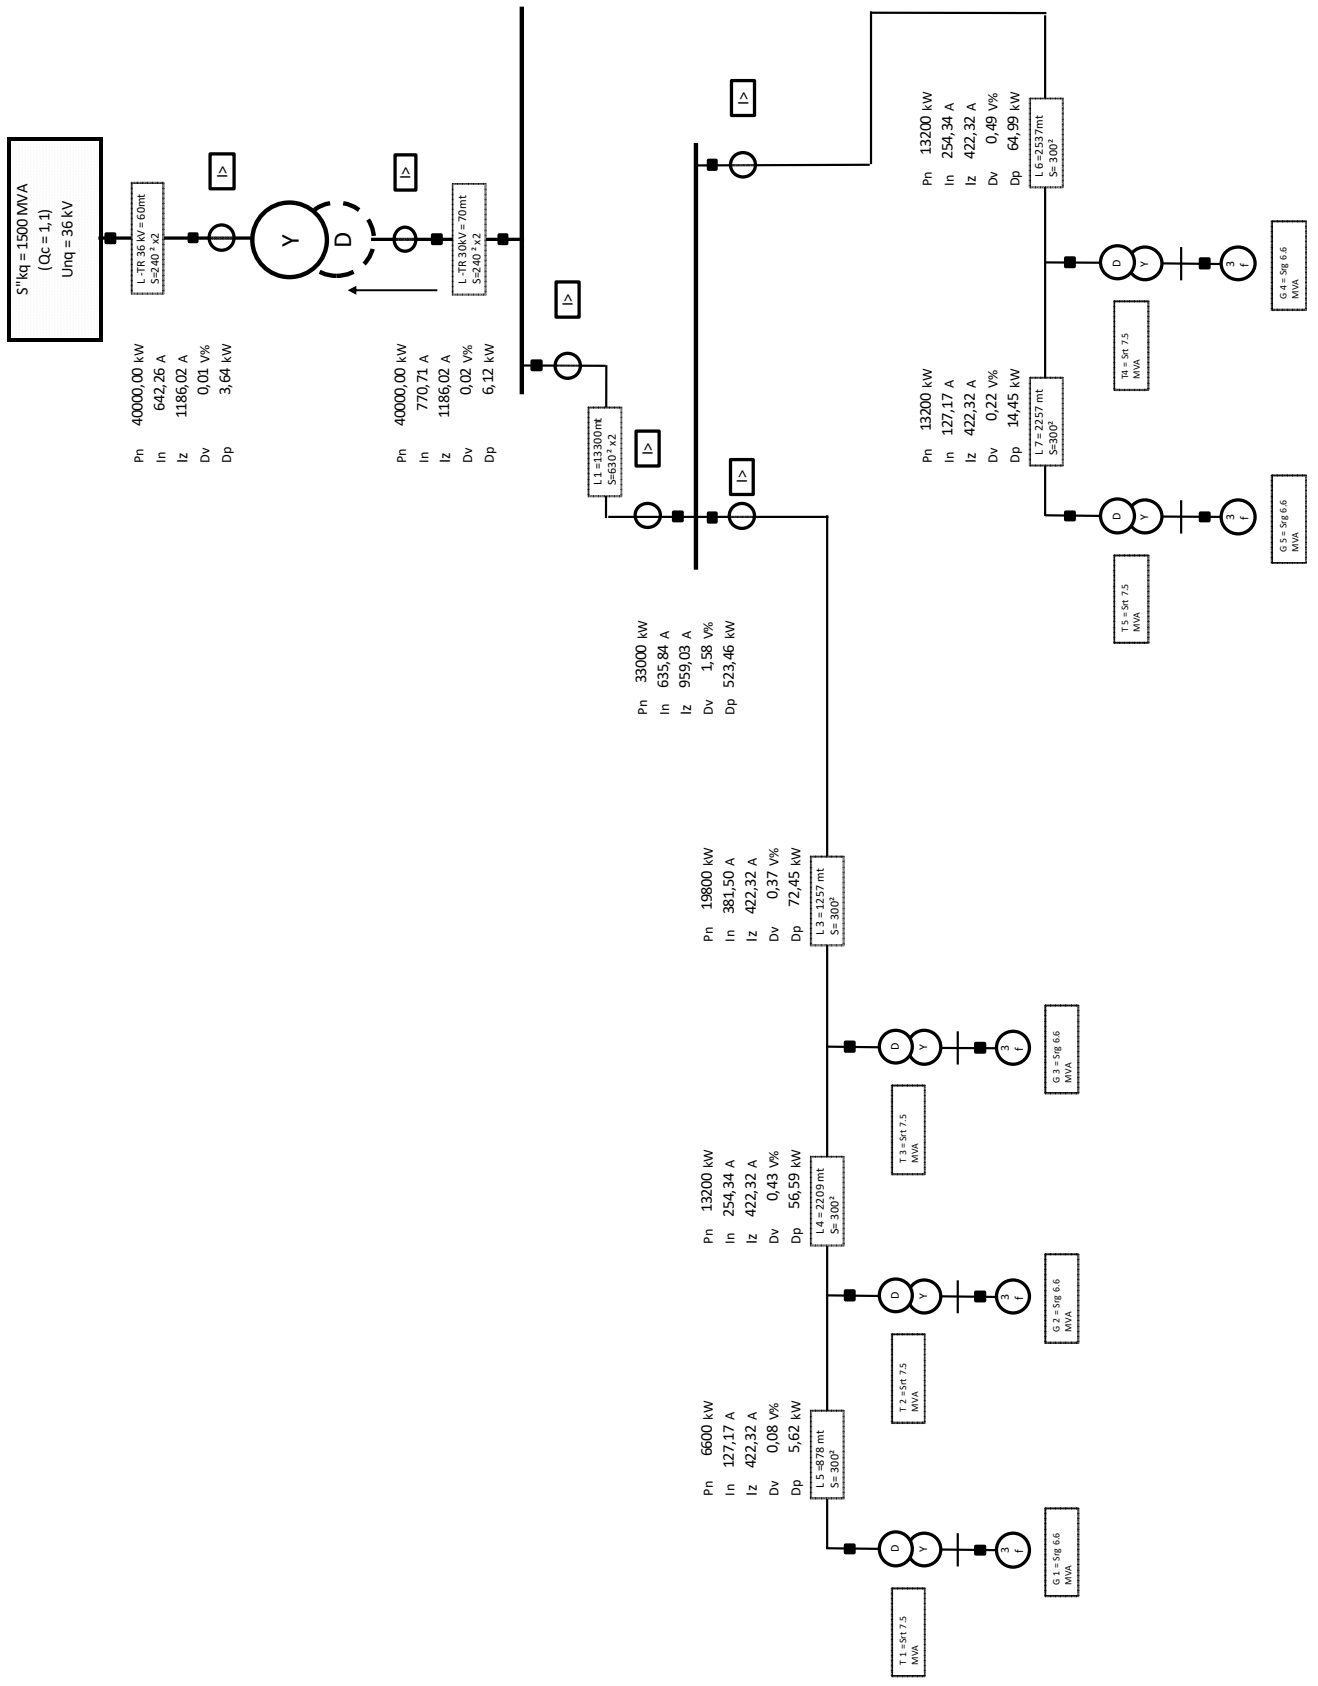 S"kq = 1500 MVA
(Qc = 1,1)
Unq = 36 kV
L -TR 36 kV = 60mt
S=240 ² x2
Pn 40000,00 kW
In 642,26 A
Iz 1186,02 A
Dv 0,01 V%
Dp 3,64 kW
I>
Y
D
I>
L -TR 30kV = 70mt
S=240 ² x2
Pn 40000,00 kW
In 770,71 A
Iz 1186,02 A
Dv 0,02 V%
Dp 6,12 kW
I>
L 1 =13300mt
S=630² x2
I>
I>
I>
Pn 33000 kW
In 635,84 A
Iz 959,03 A
Dv 1,58 V%
Dp 523,46 kW
Pn 6600 kW
In 127,17 A
Iz 422,32 A
Dv 0,08 V%
Dp 5,62 kW
L 5 =878 mt
S= 300²
Pn 13200 kW
In 254,34 A
Iz 422,32 A
Dv 0,43 V%
Dp 56,59 kW
L 4 = 2209 mt
S= 300²
Pn 19800 kW
In 381,50 A
Iz 422,32 A
Dv 0,37 V%
Dp 72,45 kW
L 3 = 1257 mt
S= 300²
T 1 = Srt 7.5
MVA
D
Y
3
f
G 1 = Srg 6.6
MVA
T 2 = Srt 7.5
MVA
D
Y
3
f
G 2 = Srg 6.6
MVA
T 3 = Srt 7.5
MVA
D
Y
3
f
G 3 = Srg 6.6
MVA
Pn 13200 kW
In 127,17 A
Iz 422,32 A
Dv 0,22 V%
Dp 14,45 kW
L 7 = 2257 mt
S=300²
Pn 13200 kW
In 254,34 A
Iz 422,32 A
Dv 0,49 V%
Dp 64,99 kW
L 6 =2537mt
S= 300²
T 5 = Srt 7.5
MVA
D
Y
3
f
G 5 = Srg 6.6
MVA
T4 = Srt 7.5
MVA
D
Y
3
f
G 4 = Srg 6.6
MVA